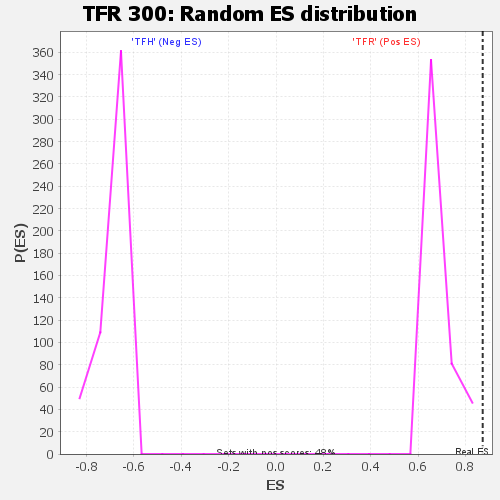 TFR 300: Random ES distribution
'TFH' (Neg ES)
'TFR' (Pos ES)
P(ES)
360
340
320
300
280
260
240
220
200
180
160
140
120
100
80
60
40
20
0
Sets with pos scores: 48%
Real ES
-0.8 -0.6 -0.4 -0.2 0.0 0.2 0.4 0.6 0.8
ES